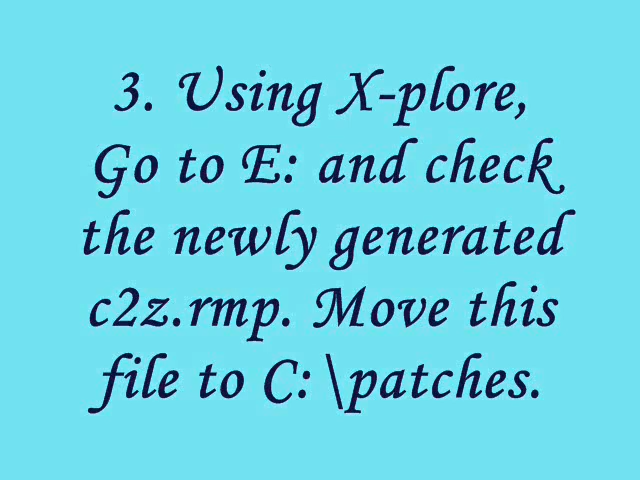 3. Using X-plore,
Go to E: and check
the newly generated
c2z.rmp. Move this
file to C:\patches.